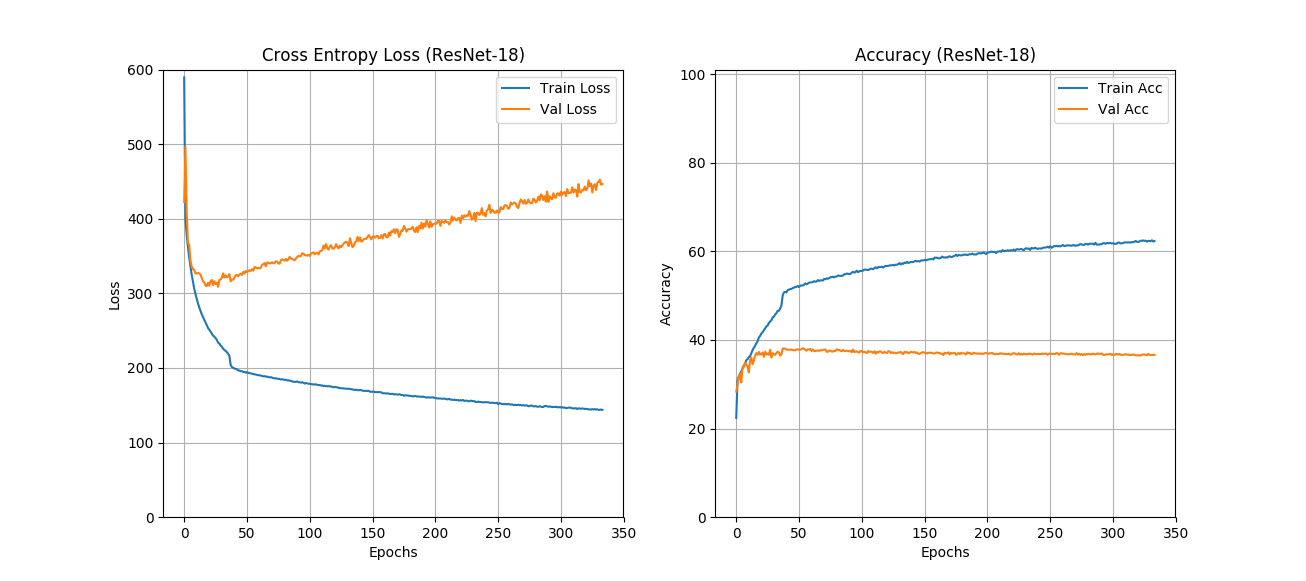 Cross Entropy Loss (ResNet-18)
600
500
400
300
200
100
0
Loss
Train Loss
Val Loss
0 50 100 150 200 250 300 350
Epochs
Accuracy (ResNet-18)
100
80
60
40
20
0
Accuracy
Train Acc
Val Acc
0 50 100 150 200 250 300 350
Epochs